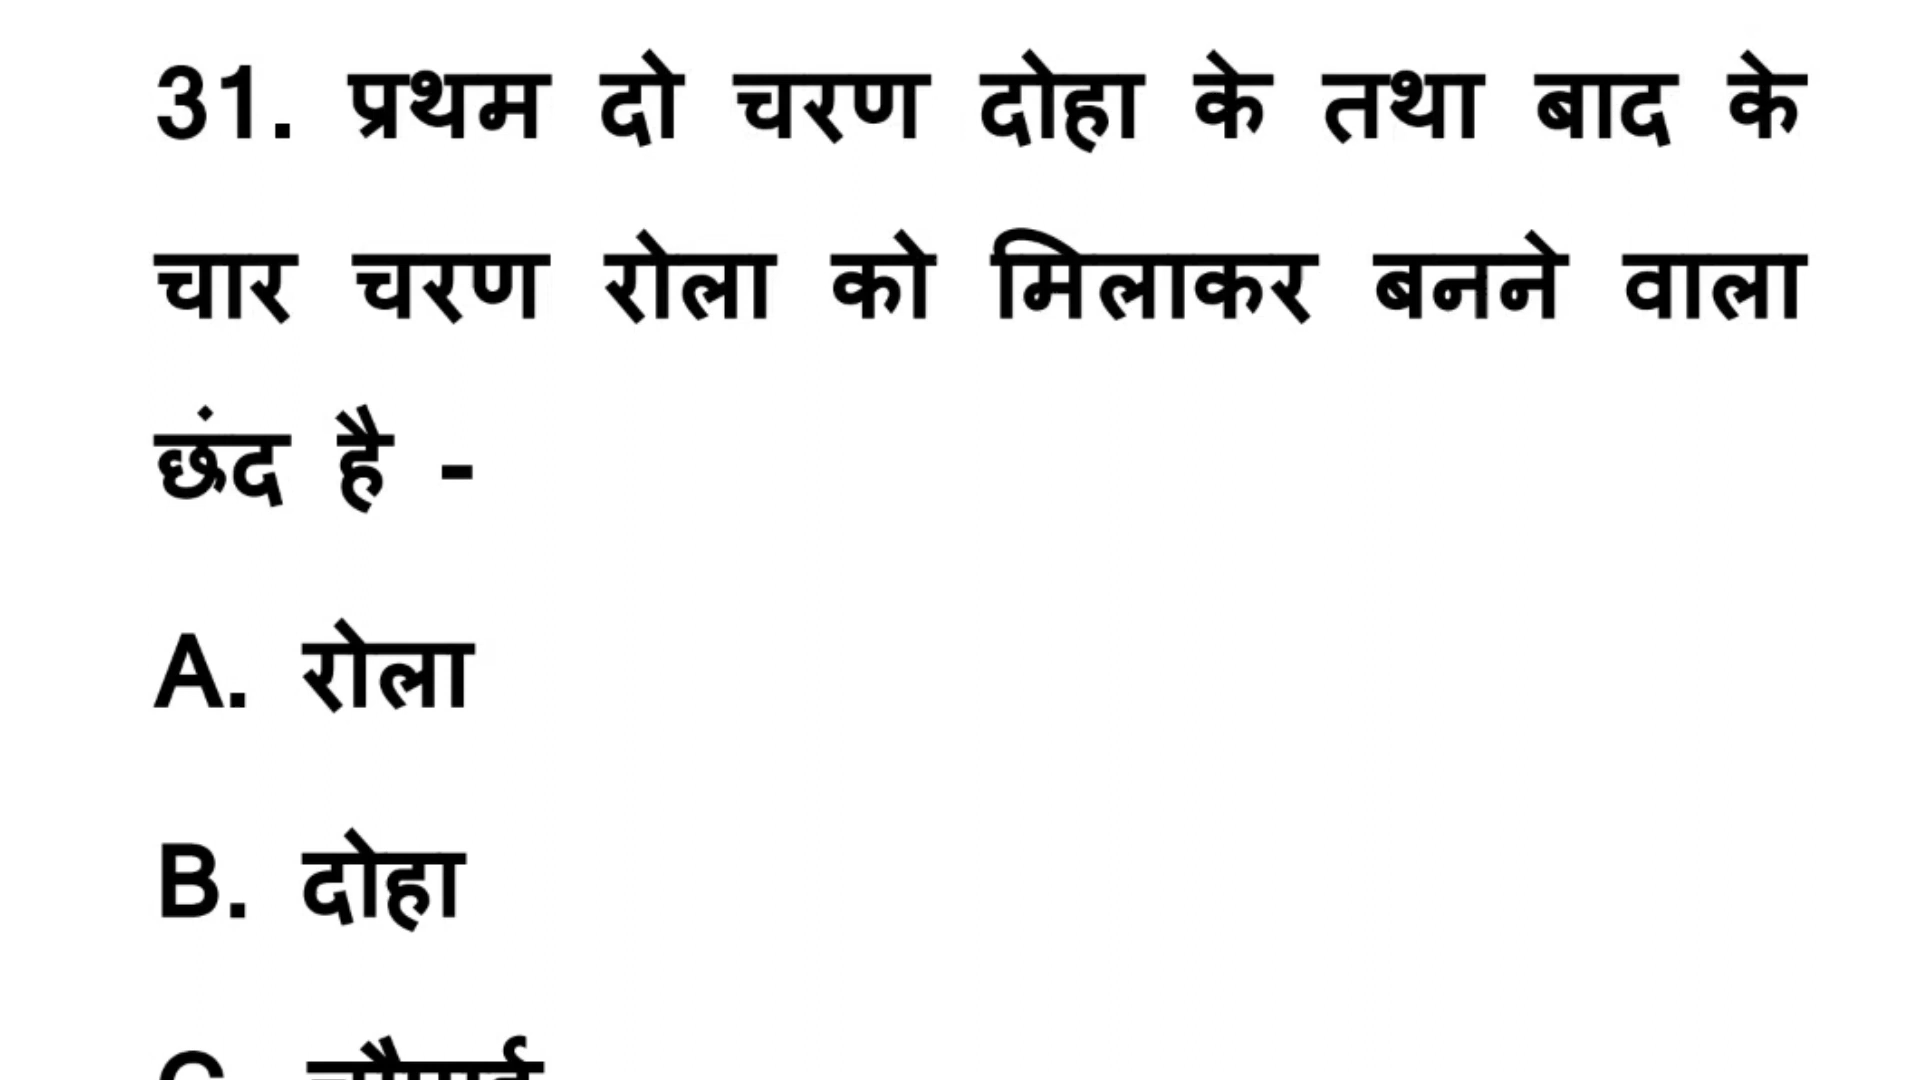 31. प्रथम दो चरण दोहा के तथा बाद के
चार चरण रोला को मिलाकर बनने वाला
छंद है -
A. रोला
B. दोहा